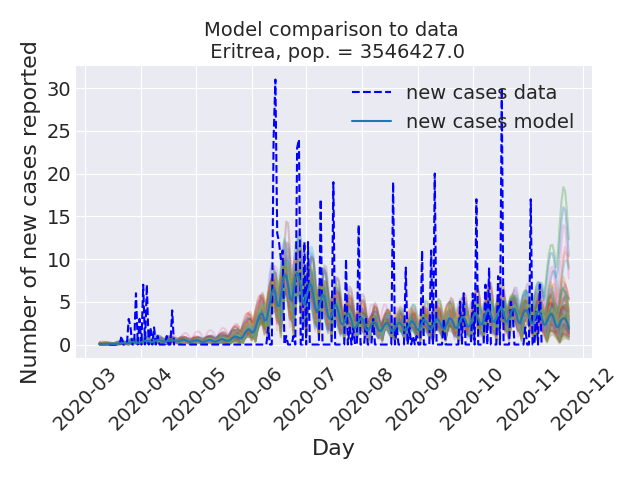 Model comparison to data
Eritrea, pop. = 3546427.0
new cases data
new cases model
Number of new cases reported
30
25
20
15
10
5
0
2020-03
2020-04
2020-05
2020-06
2020-07
2020-08
2020-09
2020-10
2020-11
2020-12
Day